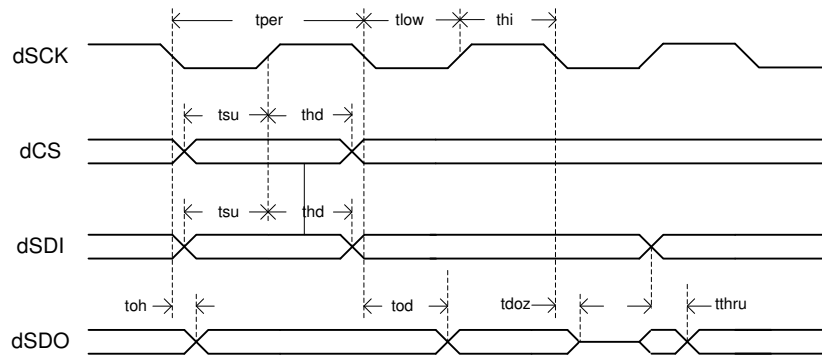 tper tlow thi
dSCK
tsu thd
dCS
tsu thd
dSDI
toh tod tdoz tthru
dSDO